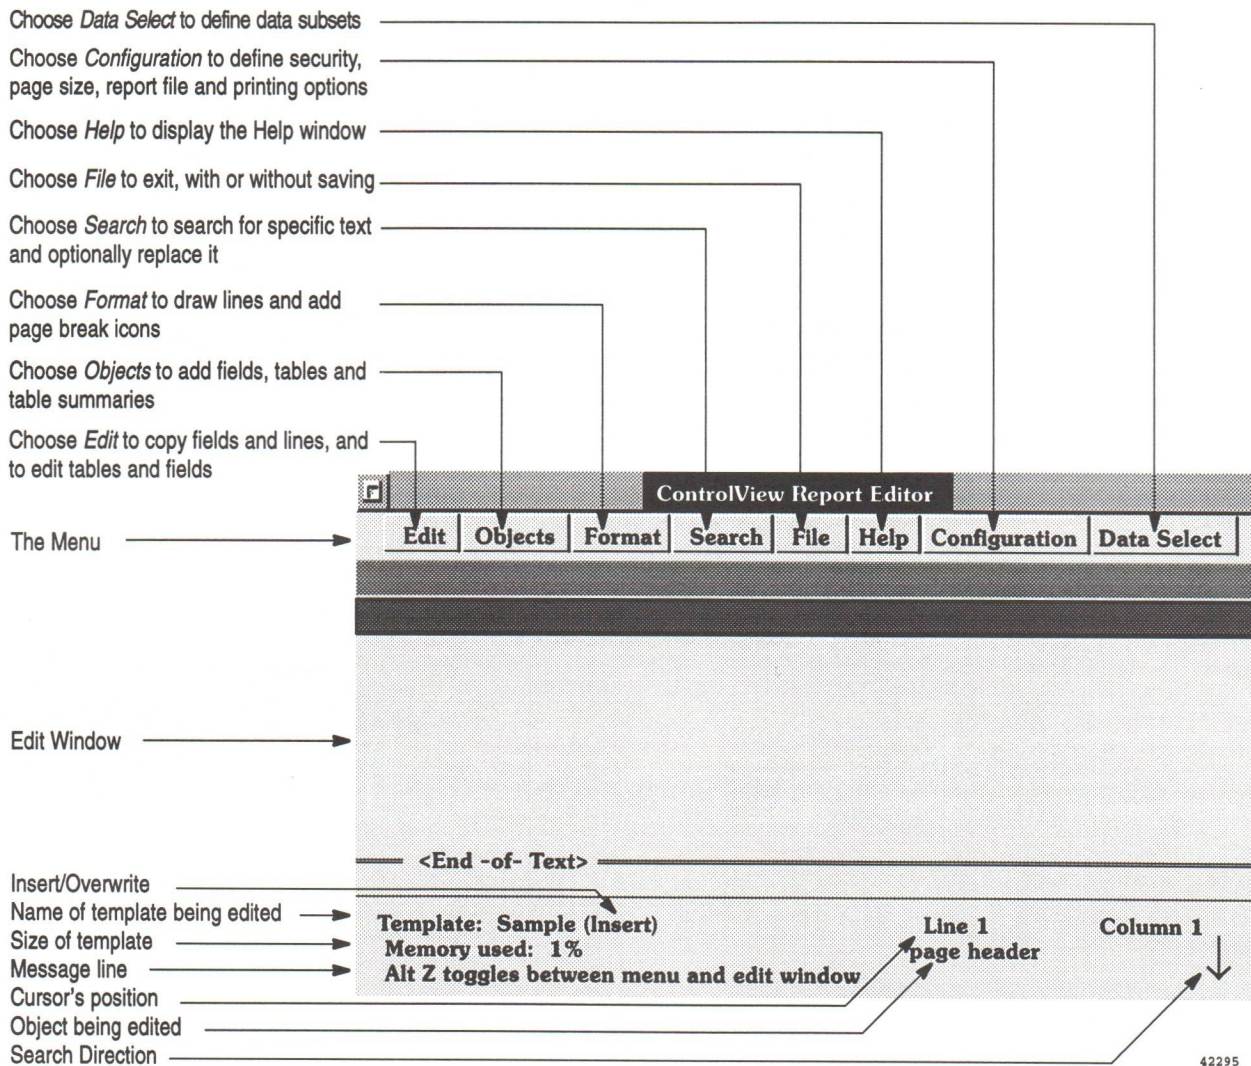 Choose Data Select to define data subsets
Choose Configuration to define security,
page size, report file and printing options
Choose Help to display the Help window
Choose File to exit, with or without saving
Choose Search to search for specific text
and optionally replace it
Choose Format to draw lines and add
page break icons
Choose Objects to add fields, tables and
table summaries
Choose Edit to copy fields and lines, and
to edit tables and fields
ControlView Report Editor
The Menu
Edit Objects Format Search File Help Configuration Data Select
Edit Window
<End -of- Text>
Insert/Overwrite
Name of template being edited
Template: Sample (Insert) Line 1 Column 1
Size of template
Memory used: 1% page header
Message line
Alt Z toggles between menu and edit window
Cursor's position
Object being edited
Search Direction
42295